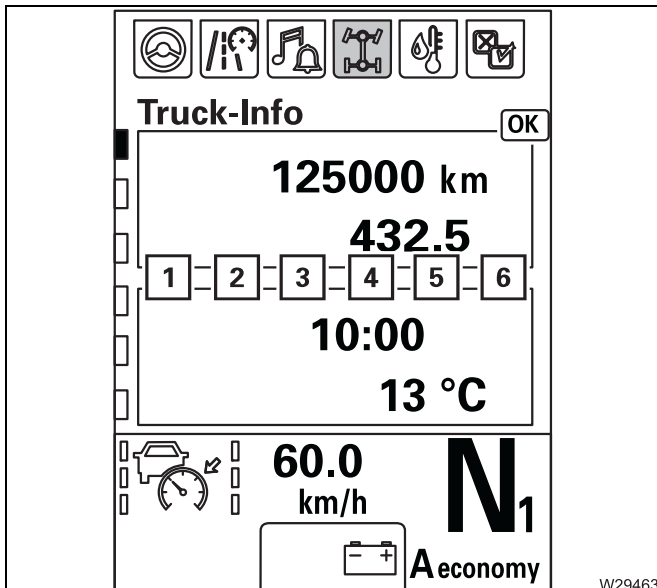 Truck-Info
OK
125000 km
432.5
1 2 3 4 5 6
10:00
13 °C
60.0
km/h
N1
- +
A economy
W29463